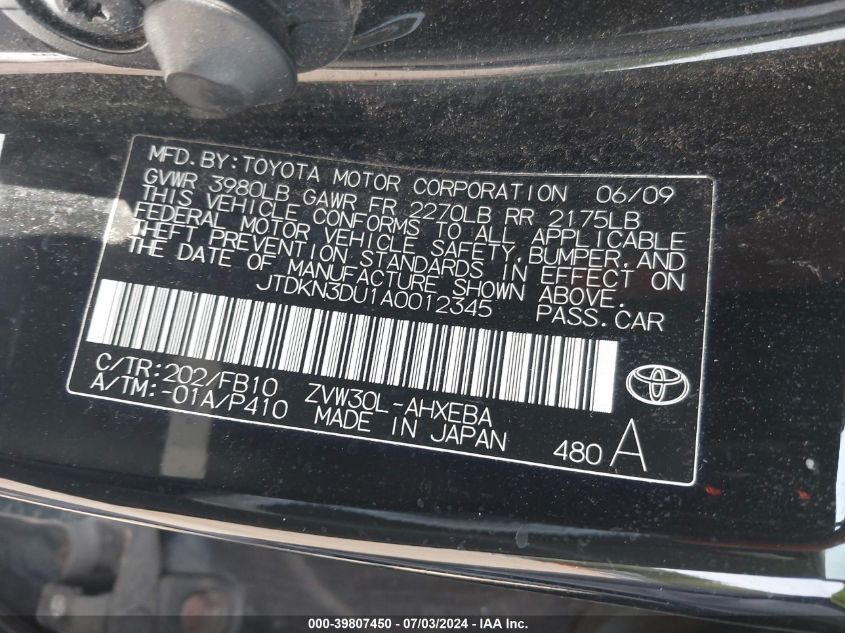 MFD. BY: TOYOTA MOTOR CORPORATION 06/09
GVWR 3980LB GAWR FR 2270LB RR 2175LB
THIS VEHICLE CONFORMS TO ALL APPLICABLE
FEDERAL MOTOR VEHICLE SAFETY, BUMPER, AND
THEFT PREVENTION STANDARDS IN EFFECT ON
THE DATE OF MANUFACTURE SHOWN ABOVE.
JTDKN3DU1A0012345 PASS. CAR
C/TR: 202/FB10 ZVW30L-AHXEBA
A/TM: -01A/P410 MADE IN JAPAN
480 A
000-39807450 - 07/03/2024 - IAA Inc.